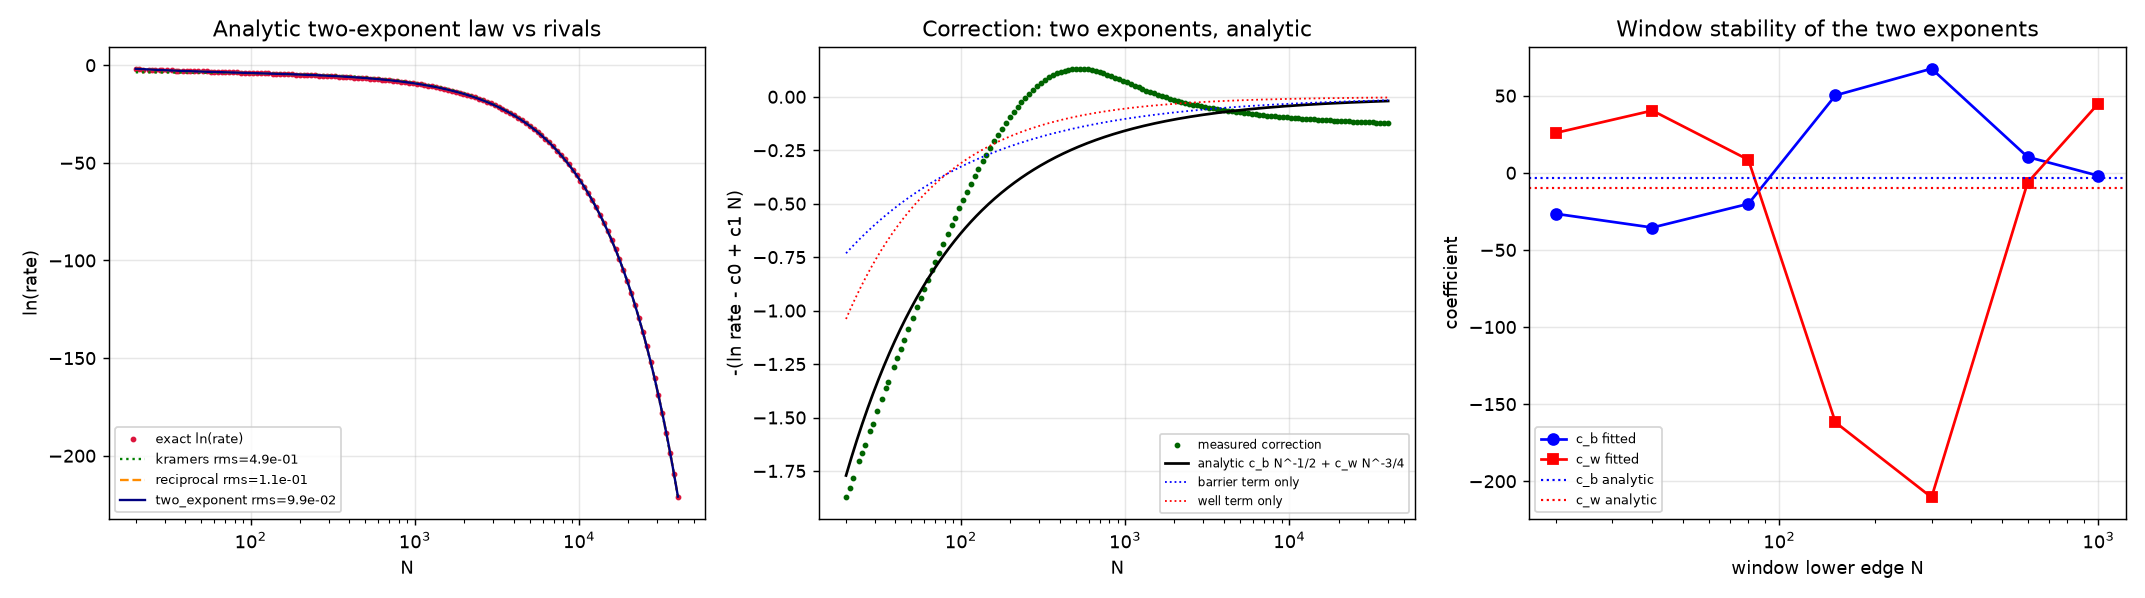 Analytic two-exponent law vs rivals
0
−50
−100
−150
−200
ln(rate)
10^2
10^3
10^4
N
exact ln(rate)
kramers rms=4.9e-01
reciprocal rms=1.1e-01
two_exponent rms=9.9e-02
Correction: two exponents, analytic
0.00
−0.25
−0.50
−0.75
−1.00
−1.25
−1.50
−1.75
-(ln rate - c0 + c1 N)
10^2
10^3
10^4
N
measured correction
analytic c_b N^-1/2 + c_w N^-3/4
barrier term only
well term only
Window stability of the two exponents
50
0
−50
−100
−150
−200
coefficient
10^2
10^3
window lower edge N
c_b fitted
c_w fitted
c_b analytic
c_w analytic